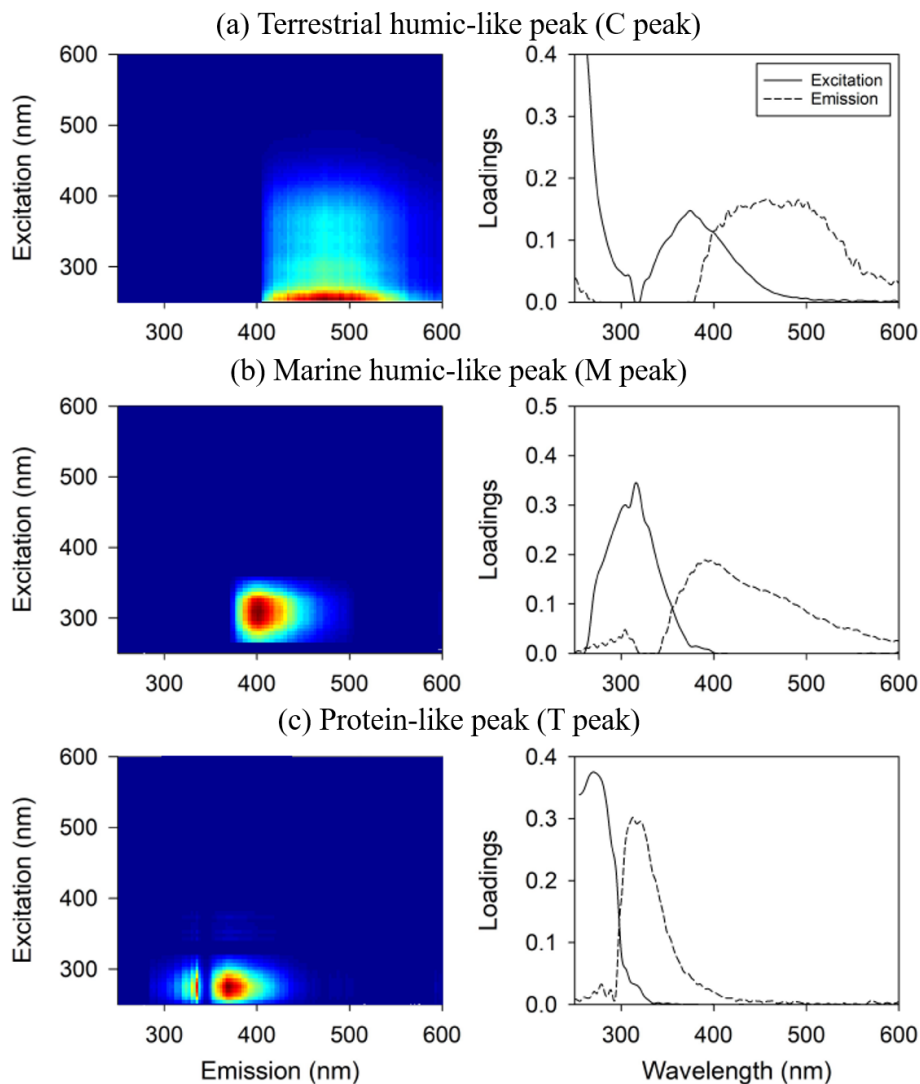 (a) Terrestrial humic-like peak (C peak)
Excitation (nm)
600
500
400
300
300 400 500 600
Loadings
0.4
0.3
0.2
0.1
0.0
300 400 500 600
Excitation
Emission
(b) Marine humic-like peak (M peak)
Excitation (nm)
600
500
400
300
300 400 500 600
Loadings
0.5
0.4
0.3
0.2
0.1
0.0
300 400 500 600
(c) Protein-like peak (T peak)
Excitation (nm)
600
500
400
300
300 400 500 600
Emission (nm)
Loadings
0.4
0.3
0.2
0.1
0.0
300 400 500 600
Wavelength (nm)